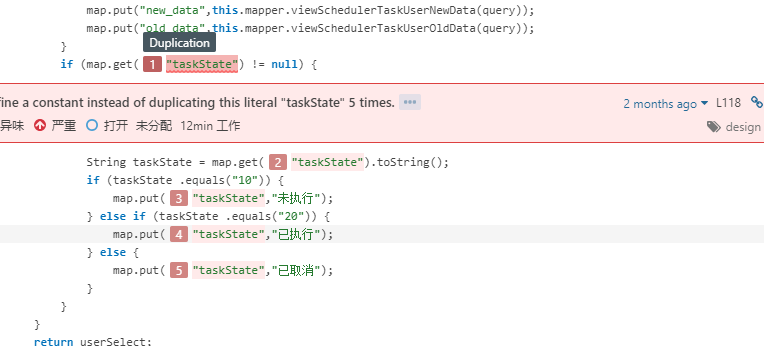 map.put("new_data",this.mapper.viewSchedulerTaskUserNewData(query));
map.put("old_data",this.mapper.viewSchedulerTaskUserOldData(query));
}
Duplication
if (map.get( 1 "taskState") != null) {
fine a constant instead of duplicating this literal "taskState" 5 times. ... 2 months ago L118
异味 严重 打开 未分配 12min 工作 design
String taskState = map.get( 2 "taskState").toString();
if (taskState .equals("10")) {
map.put( 3 "taskState","未执行");
} else if (taskState .equals("20")) {
map.put( 4 "taskState","已执行");
} else {
map.put( 5 "taskState","已取消");
}
}
}
return userSelect;